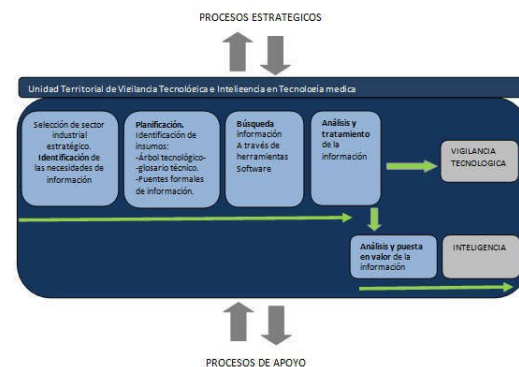 PROCESOS ESTRATEGICOS
Unidad Territorial de Vigilancia Tecnológica e Inteligencia en Tecnología medica
Selección de sector
industrial
estratégico.
Identificación de
las necesidades de
información
Planificación.
Identificación de
insumos:
-Árbol tecnológico-
-glosario técnico.
-Fuentes formales
de información.
Búsqueda
información
A través de
herramientas
Software
Análisis y
tratamiento
de la
información
VIGILANCIA
TECNOLOGICA
Análisis y puesta
en valor de la
información
INTELIGENCIA
PROCESOS DE APOYO